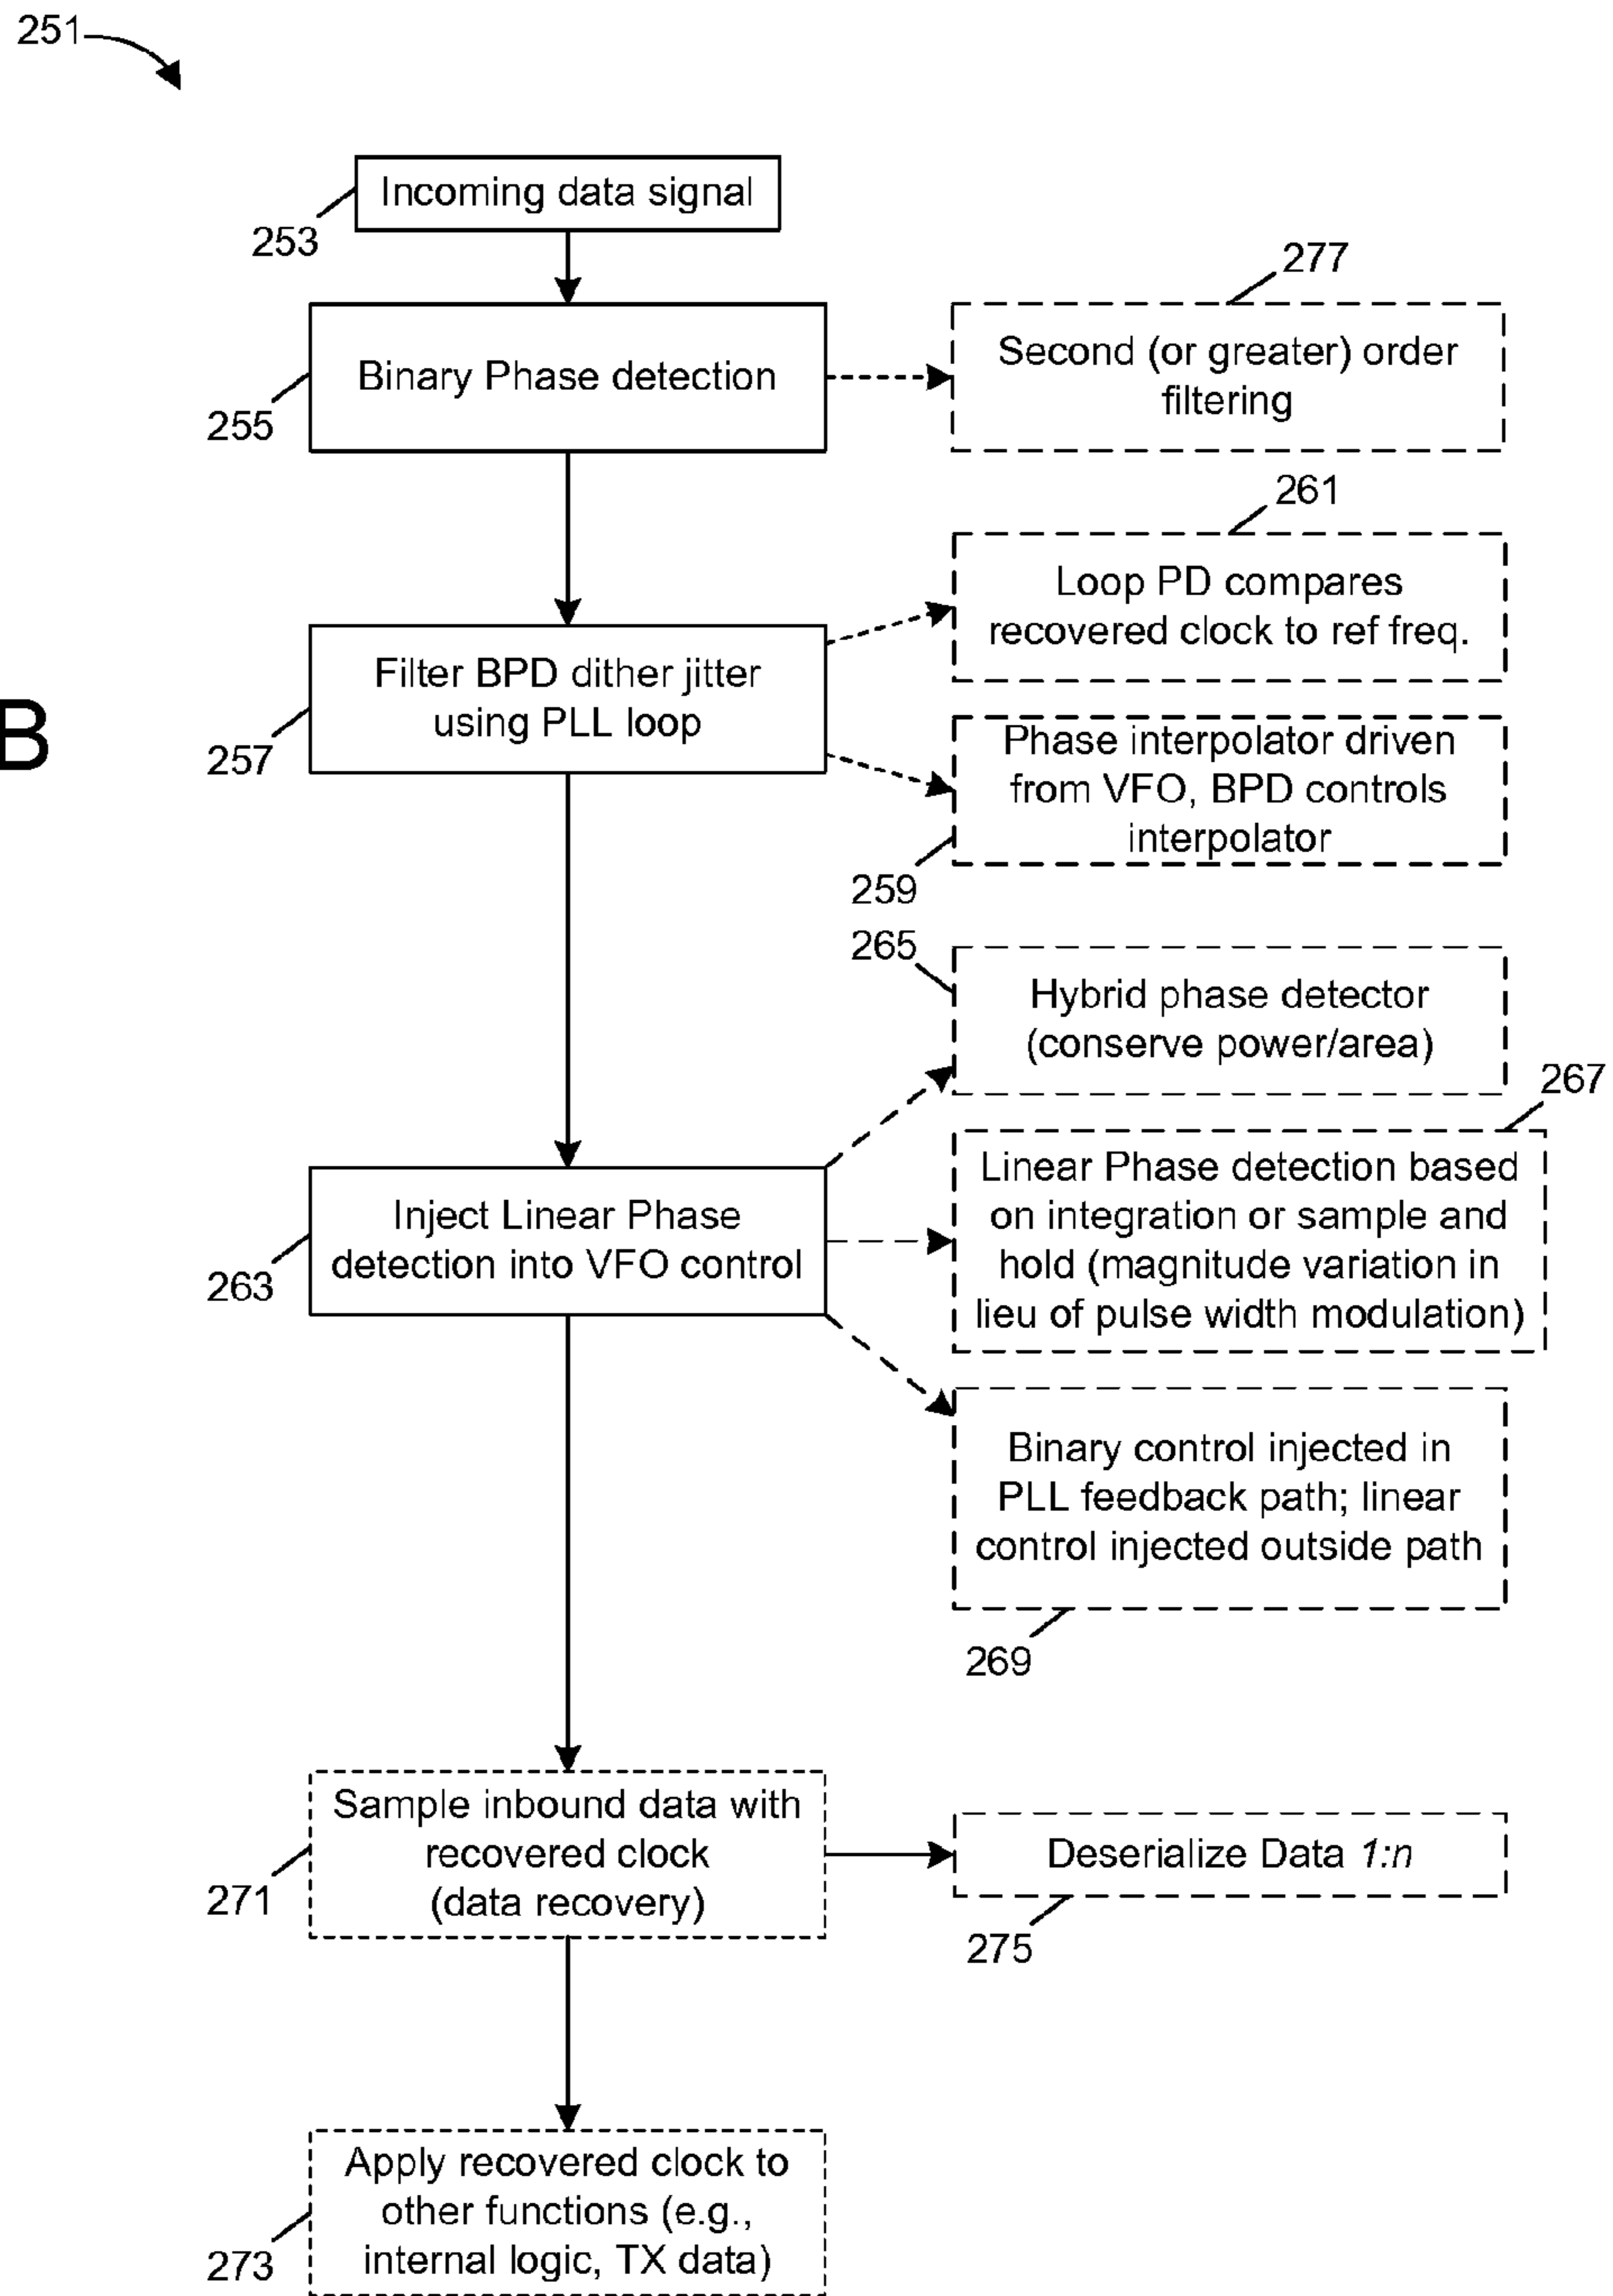 251
Incoming data signal
253
277
Binary Phase detection
255
Second (or greater) order
filtering
261
Loop PD compares
recovered clock to ref freq.
Filter BPD dither jitter
using PLL loop
257
B
Phase interpolator driven
from VFO, BPD controls
interpolator
259
265
Hybrid phase detector
(conserve power/area)
267
Inject Linear Phase
detection into VFO control
263
Linear Phase detection based
on integration or sample and
hold (magnitude variation in
lieu of pulse width modulation)
Binary control injected in
PLL feedback path; linear
control injected outside path
269
Sample inbound data with
recovered clock
(data recovery)
271
Deserialize Data 1:n
275
Apply recovered clock to
other functions (e.g.,
internal logic, TX data)
273